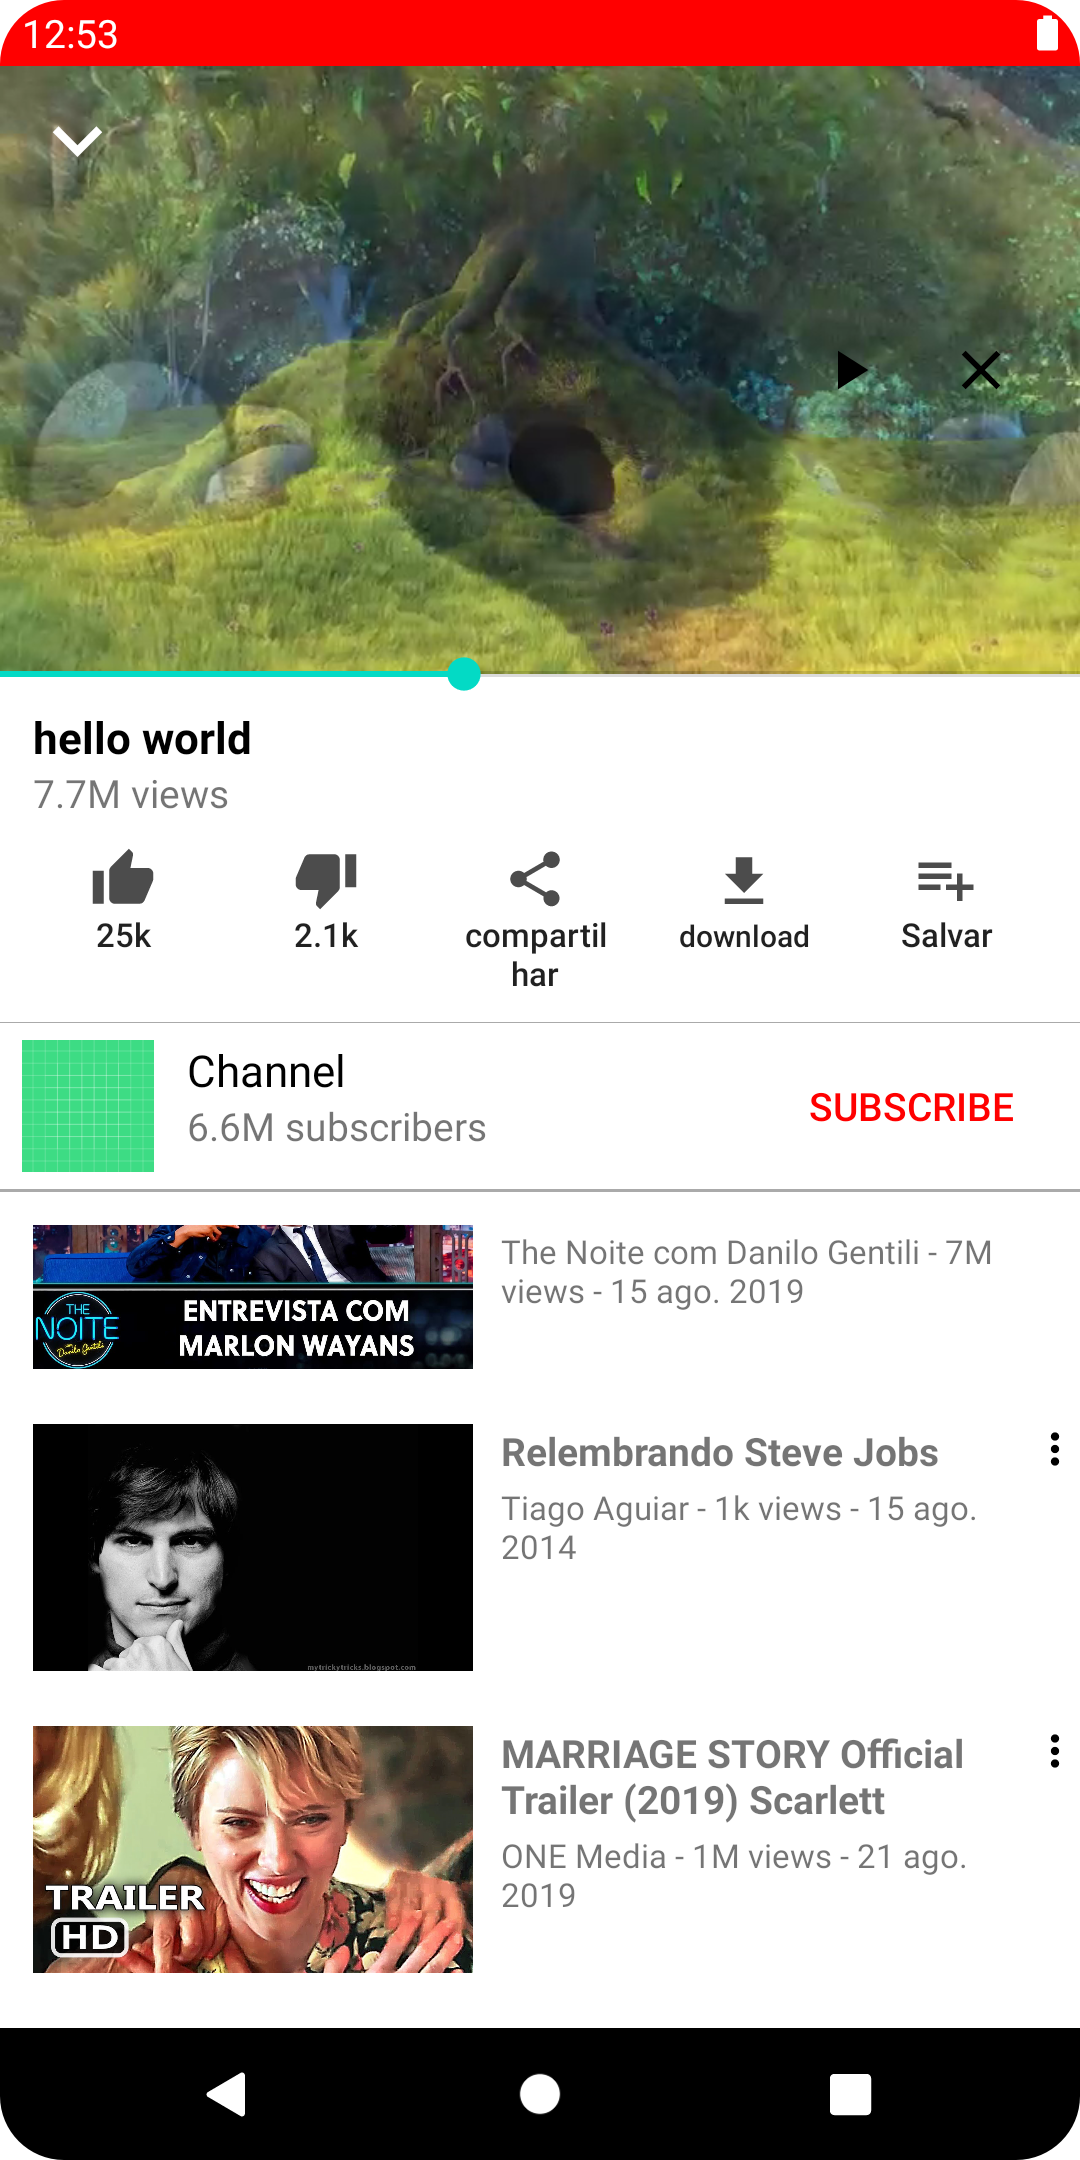 12:53
hello world
7.7M views
25k
2.1k
compartil
har
download
Salvar
Channel
6.6M subscribers
SUBSCRIBE
THE
NOITE
com Danilo Gentili
ENTREVISTA COM
MARLON WAYANS
The Noite com Danilo Gentili - 7M
views - 15 ago. 2019
mytrickytricks.blogspot.com
Relembrando Steve Jobs
Tiago Aguiar - 1k views - 15 ago.
2014
TRAILER
HD
MARRIAGE STORY Official
Trailer (2019) Scarlett
ONE Media - 1M views - 21 ago.
2019